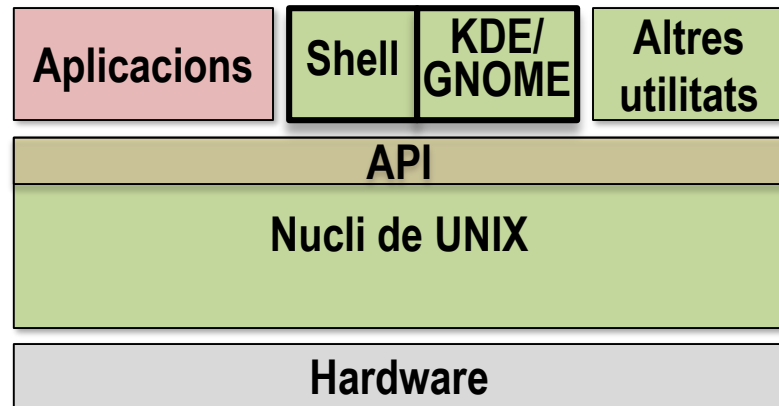 Aplicacions
Shell
KDE/
GNOME
Altres
utilitats
API
Nucli de UNIX
Hardware